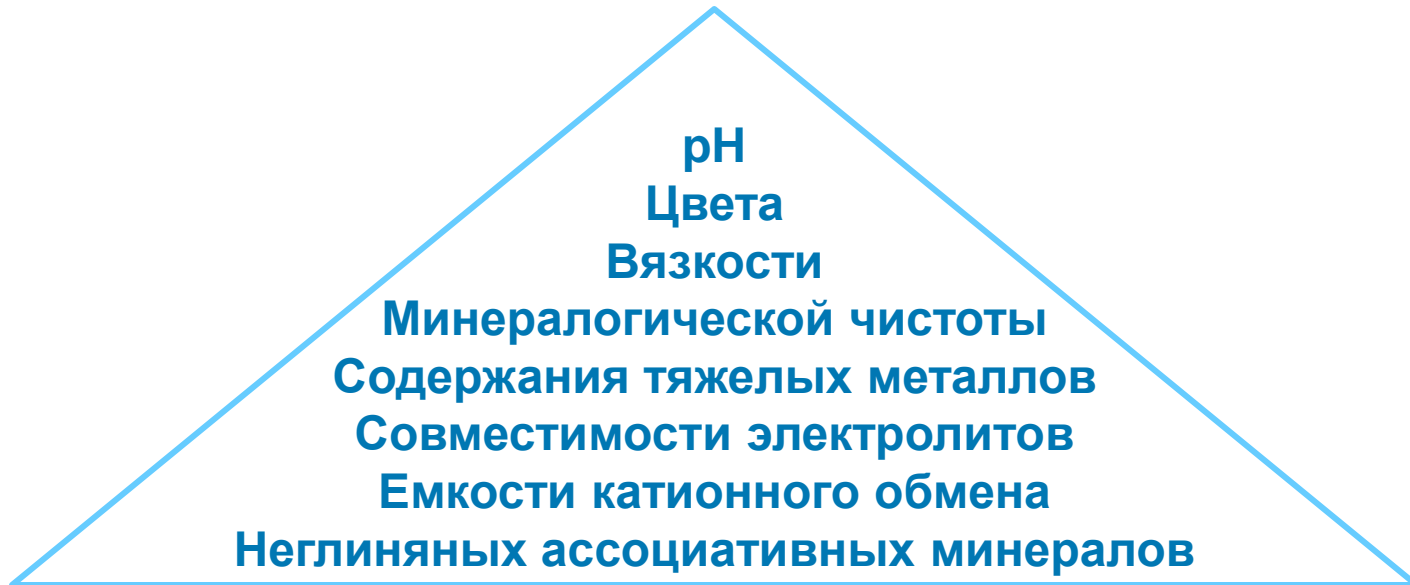 pH
Цвета
Вязкости
Минералогической чистоты
Содержания тяжелых металлов
Совместимости электролитов
Емкости катионного обмена
Неглиняных ассоциативных минералов